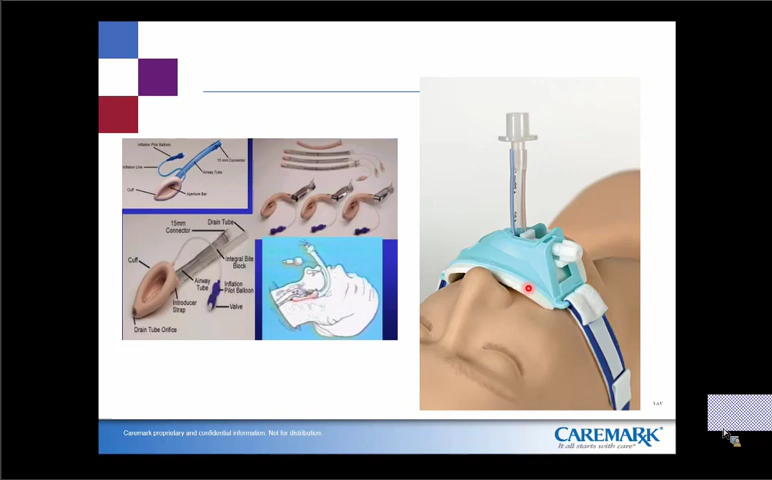 Inflation Pilot Balloon
15 mm Connector
Inflation Line
Airway Tube
Cuff
Aperture Bar
15mm
Connector
Drain Tube
Cuff
Integral Bite
Block
Airway
Tube
Inflation
Pilot Balloon
Introducer
Strap
Valve
Drain Tube Orifice
١٨٧
Caremark proprietary and confidential information. Not for distribution.
CAREMARK
It all starts with care